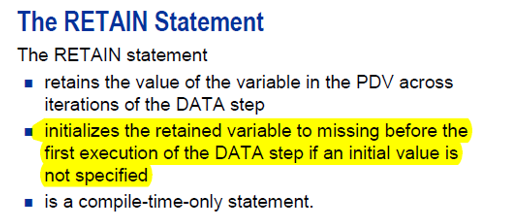 The RETAIN Statement
The RETAIN statement
retains the value of the variable in the PDV across
iterations of the DATA step
initializes the retained variable to missing before the
first execution of the DATA step if an initial value is
not specified
is a compile-time-only statement.